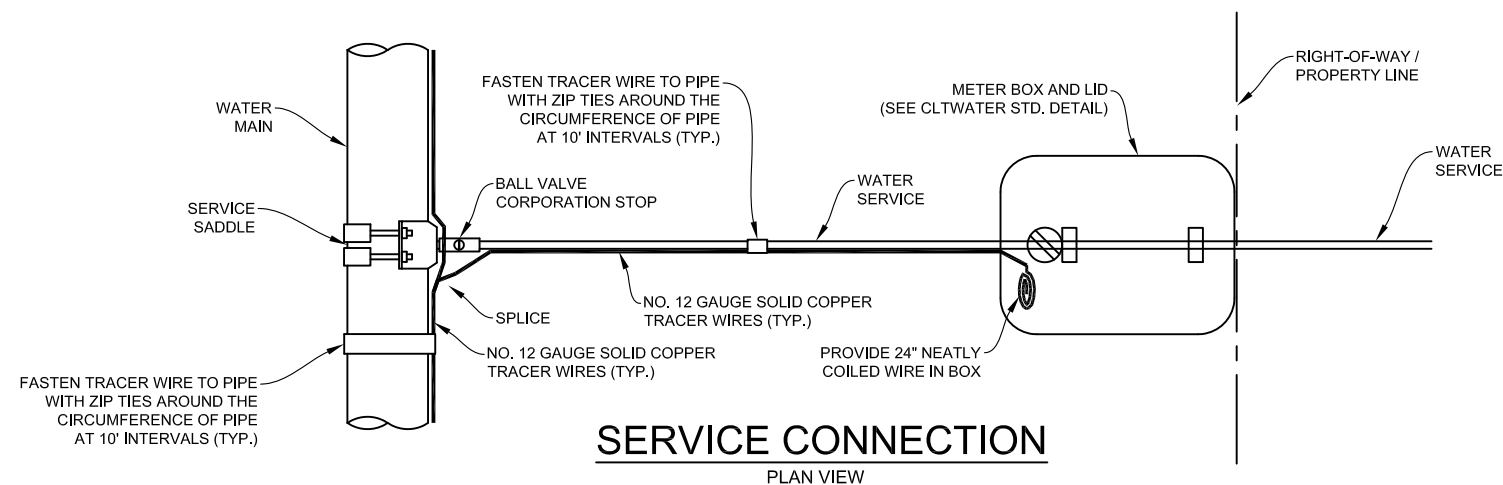 RIGHT-OF-WAY /
PROPERTY LINE
FASTEN TRACER WIRE TO PIPE
WITH ZIP TIES AROUND THE
CIRCUMFERENCE OF PIPE
AT 10' INTERVALS (TYP.)
METER BOX AND LID
(SEE CLTWATER STD. DETAIL)
WATER
MAIN
WATER
SERVICE
BALL VALVE
CORPORATION STOP
WATER
SERVICE
SERVICE
SADDLE
NO. 12 GAUGE SOLID COPPER
TRACER WIRES (TYP.)
SPLICE
NO. 12 GAUGE SOLID COPPER
TRACER WIRES (TYP.)
PROVIDE 24" NEATLY
COILED WIRE IN BOX
FASTEN TRACER WIRE TO PIPE
WITH ZIP TIES AROUND THE
CIRCUMFERENCE OF PIPE
AT 10' INTERVALS (TYP.)
SERVICE CONNECTION
PLAN VIEW